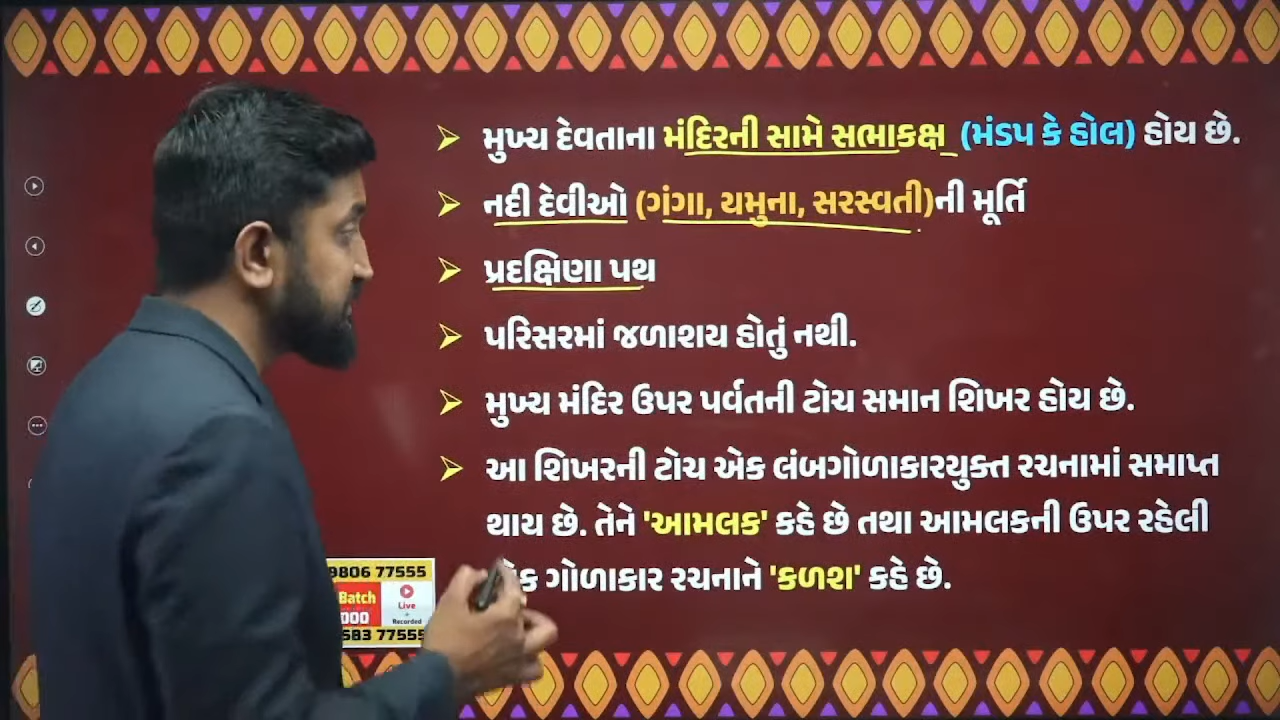 મુખ્ય દેવતાના મંદિરની સામે સભાકક્ષ (મંડપ કે હોલ) હોય છે.
નદી દેવીઓ (ગંગા, યમુના, સરસ્વતી)ની મૂર્તિ
પ્રદક્ષિણા પથ
પરિસરમાં જળાશય હોતું નથી.
મુખ્ય મંદિર ઉપર પર્વતની ટોચ સમાન શિખર હોય છે.
આ શિખરની ટોચ એક લંબગોળાકારયુક્ત રચનામાં સમાપ્ત
થાય છે. તેને 'આમલક' કહે છે તથા આમલકની ઉપર રહેલી
ગોળાકાર રચનાને 'કળશ' કહે છે.
9806 77555
Batch
Live
+
Recorded
000
583 77555